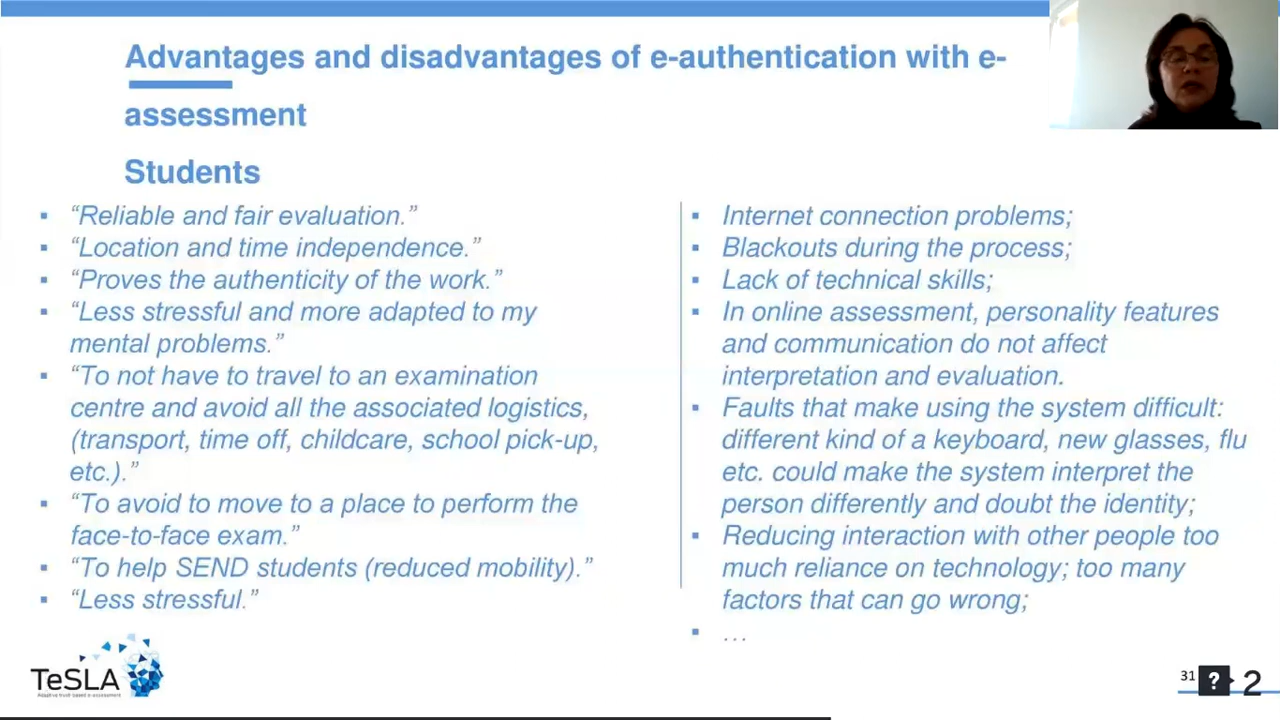 Advantages and disadvantages of e-authentication with e-
assessment
Students
▪ “Reliable and fair evaluation.”
▪ “Location and time independence.”
▪ “Proves the authenticity of the work.”
▪ “Less stressful and more adapted to my
mental problems.”
▪ “To not have to travel to an examination
centre and avoid all the associated logistics,
(transport, time off, childcare, school pick-up,
etc.).”
▪ “To avoid to move to a place to perform the
face-to-face exam.”
▪ “To help SEND students (reduced mobility).”
▪ “Less stressful.”
▪ Internet connection problems;
▪ Blackouts during the process;
▪ Lack of technical skills;
▪ In online assessment, personality features
and communication do not affect
interpretation and evaluation.
▪ Faults that make using the system difficult:
different kind of a keyboard, new glasses, flu
etc. could make the system interpret the
person differently and doubt the identity;
▪ Reducing interaction with other people too
much reliance on technology; too many
factors that can go wrong;
▪ …
TeSLA
Adaptive trust-based e-assessment
31 ? 2